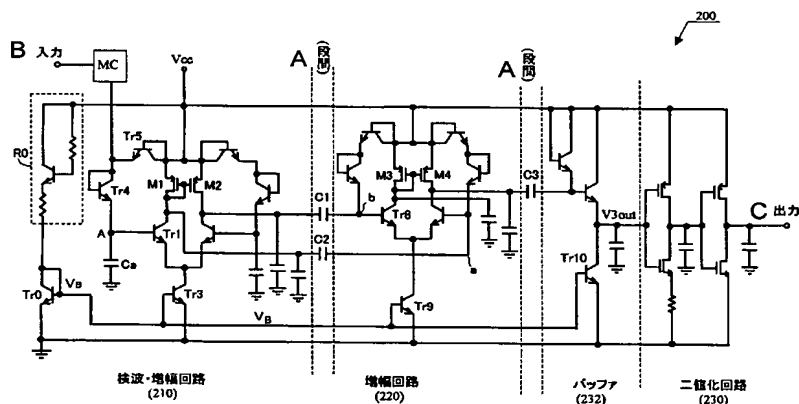 200
B 入力
MC
Vcc
A (段間)
A (段間)
R0
Tr5
Tr4
M1
M2
M3
M4
C1
C2
C3
b
a
A
Tr1
Tr8
V3out
C 出力
Ca
Tr0
VB
Tr3
VB
Tr9
Tr10
検波・増幅回路
(210)
増幅回路
(220)
バッファ
(232)
二値化回路
(230)